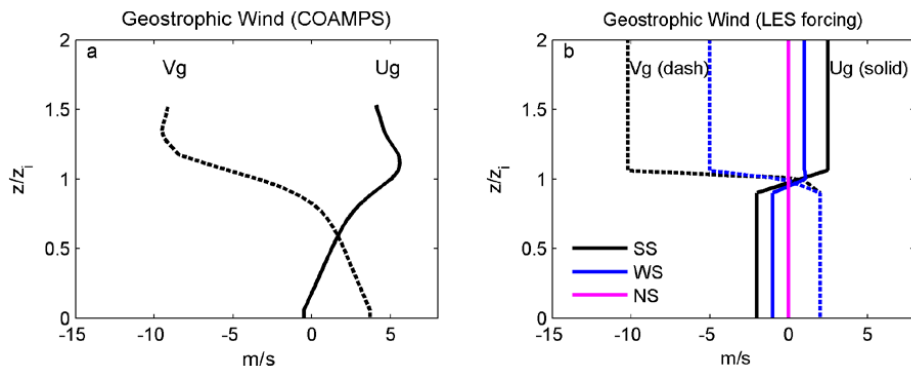 Geostrophic Wind (COAMPS)
a
Vg
Ug
2
1.5
1
0.5
0
z/zi
-15
-10
-5
0
5
m/s
Geostrophic Wind (LES forcing)
b
Vg (dash)
Ug (solid)
2
1.5
1
0.5
0
z/zi
SS
WS
NS
-15
-10
-5
0
5
m/s